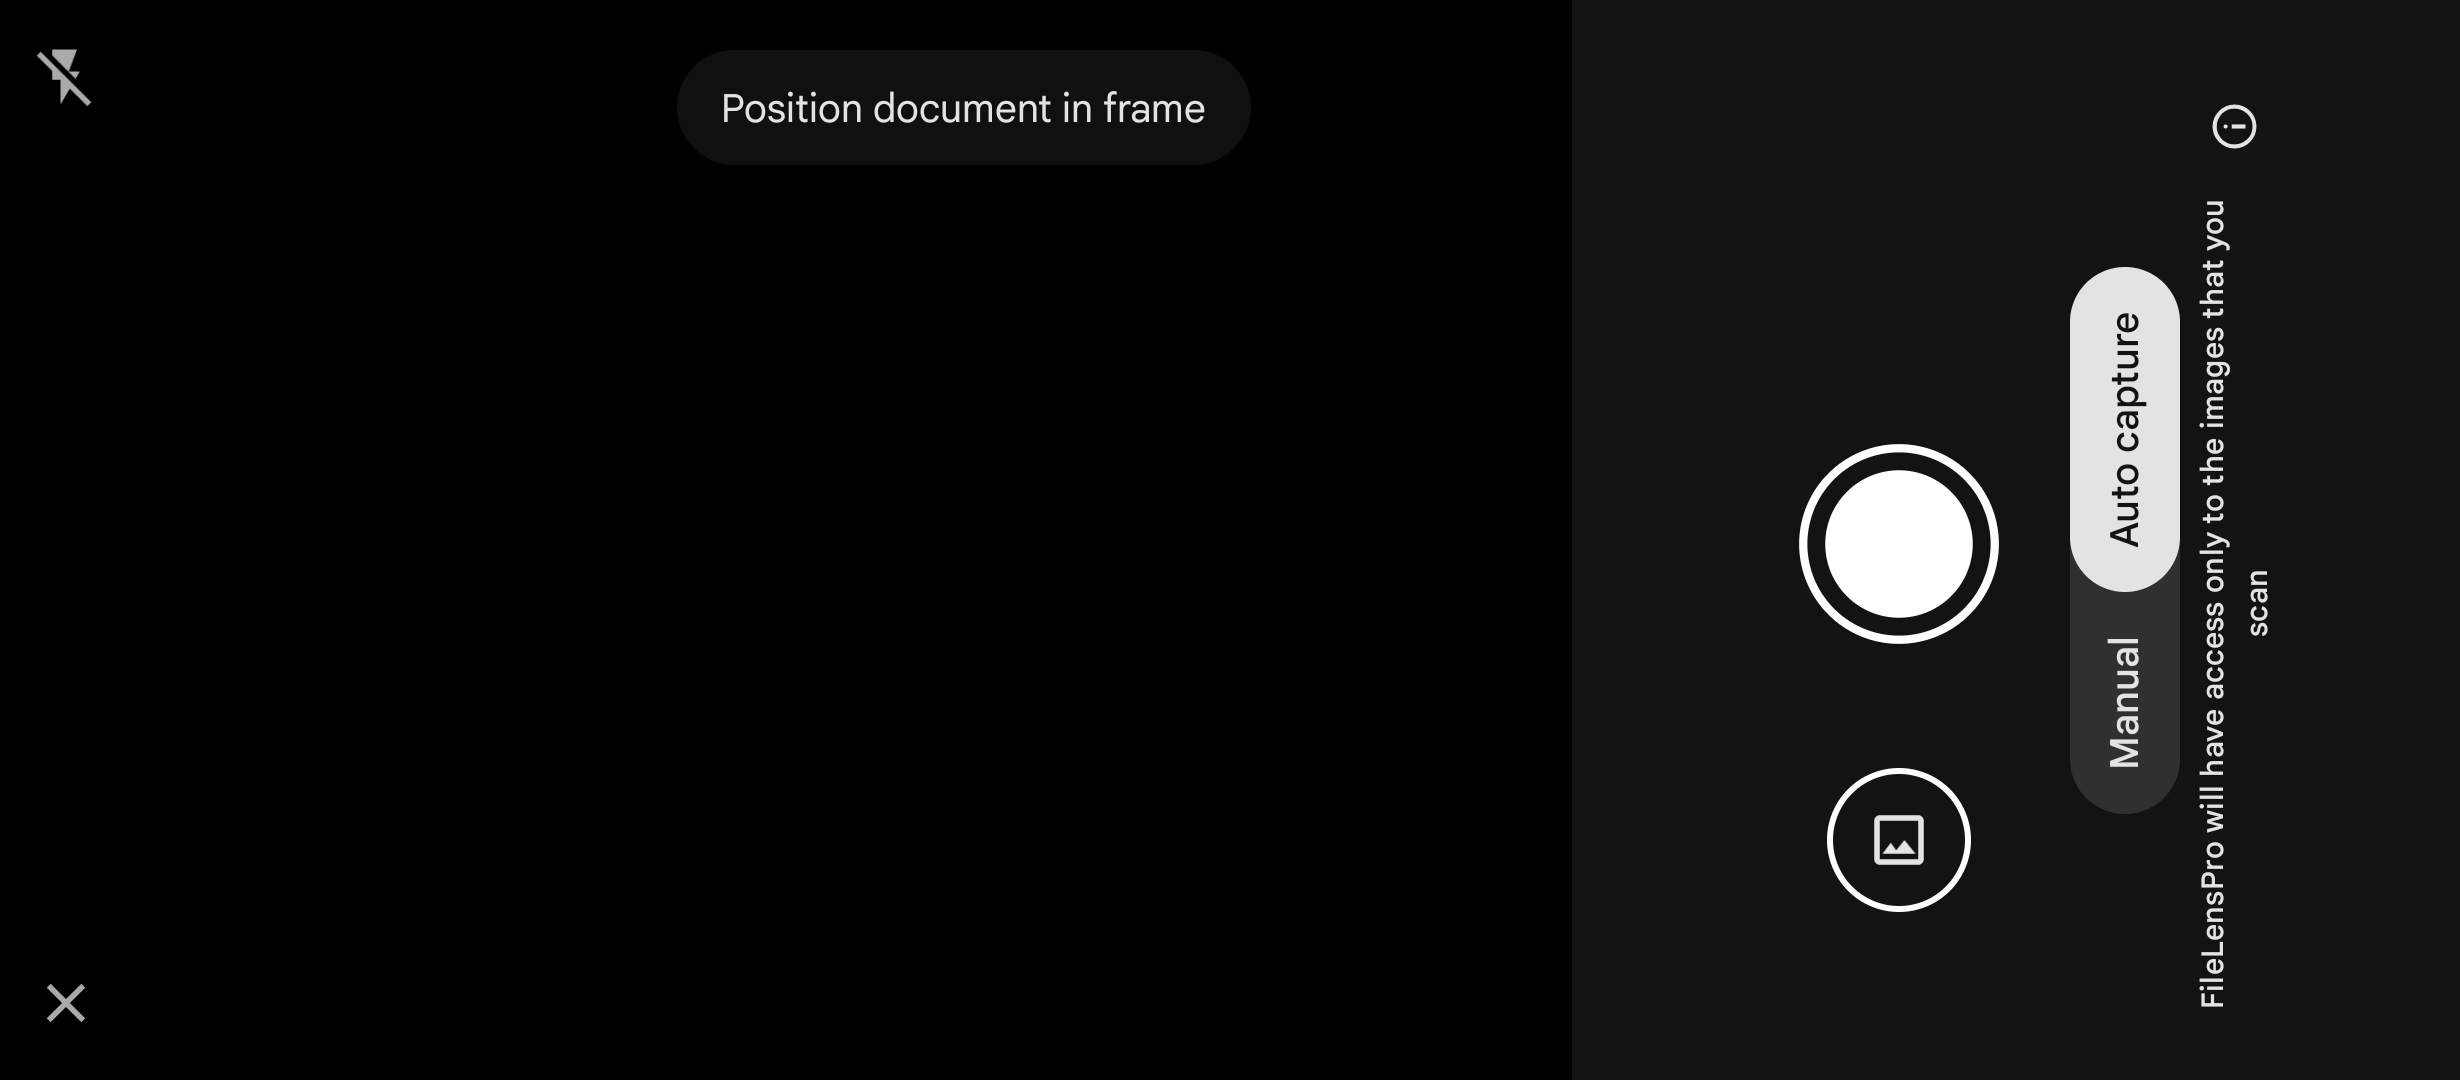 Position document in frame
Auto capture
Manual
FileLensPro will have access only to the images that you
scan